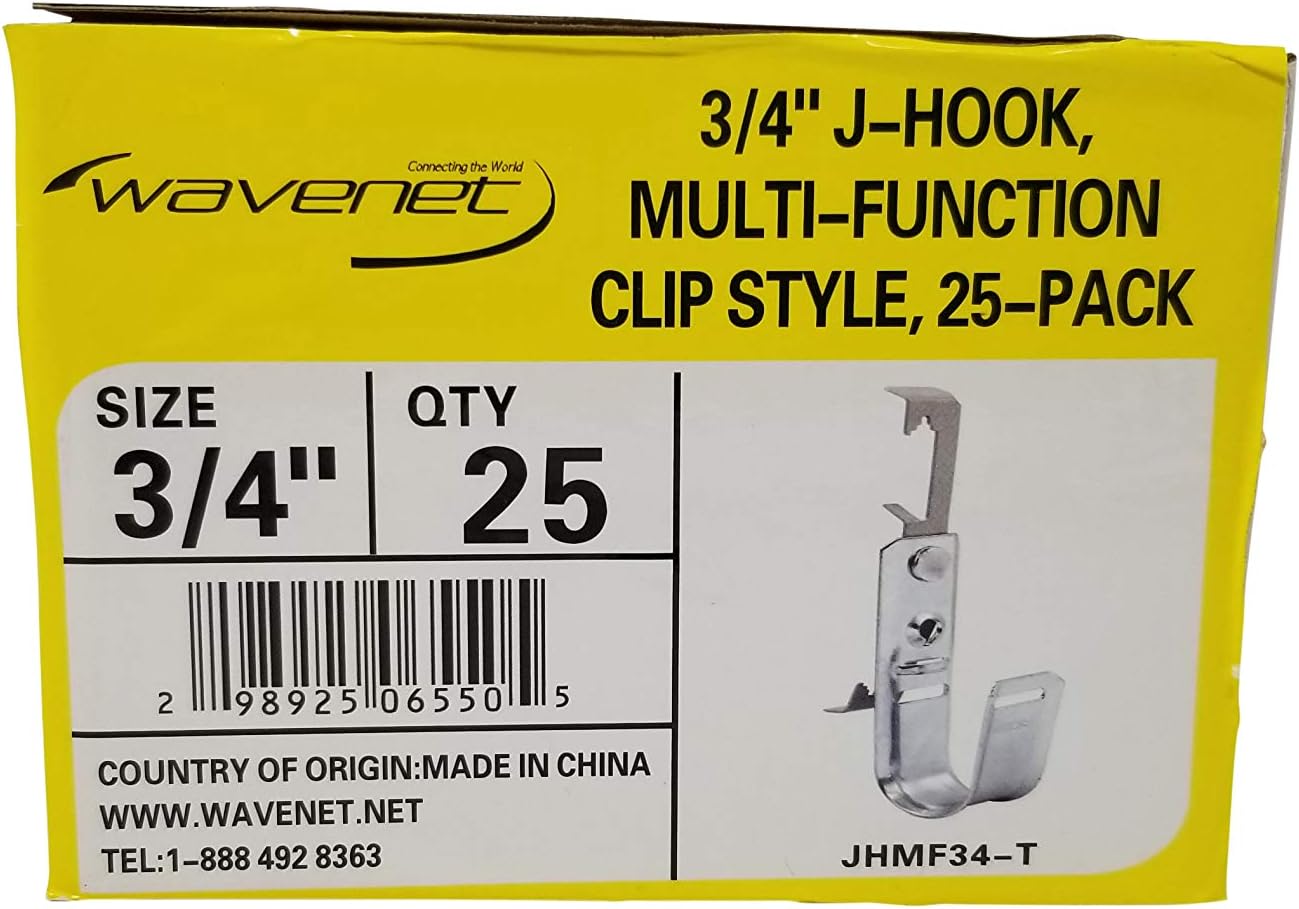 Connecting the World
wavenet
3/4" J-HOOK,
MULTI-FUNCTION
CLIP STYLE, 25-PACK
SIZE
3/4"
QTY
25
2 98925 06550 5
COUNTRY OF ORIGIN:MADE IN CHINA
WWW.WAVENET.NET
TEL:1-888 492 8363
JHMF34-T